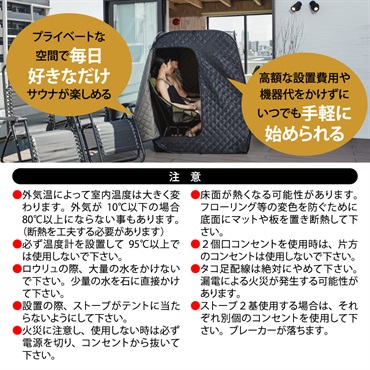 プライベートな
空間で毎日
好きなだけ
サウナが楽しめる
高額な設置費用や
機器代をかけずに
いつでも手軽に
始められる
注 意
●外気温によって室内温度は大きく変
わります。外気が 10℃以下の場合
80℃以上にならない事もあります。
（断熱を工夫する必要があります）
●必ず温度計を設置して 95℃以上で
は使用しないで下さい。
●ロウリュの際、大量の水をかけない
で下さい。少量の水を石に直接かけ
て下さい。
●設置の際、ストーブがテントに当た
らないようにして下さい。
●火災に注意し、使用しない時は必ず
電源を切り、コンセントから抜いて
下さい。
●床面が熱くなる可能性があります。
フローリング等の変色を防ぐために
底面にマットや板を置き断熱して下
さい。
●２個口コンセントを使用時は、片方
のコンセントは使用しないで下さい。
●タコ足配線は絶対にやめて下さい。
漏電による火災が発生する可能性が
あります。
●ストーブ２基使用する場合は、それ
ぞれ別個のコンセントを使用して下
さい。ブレーカーが落ちます。